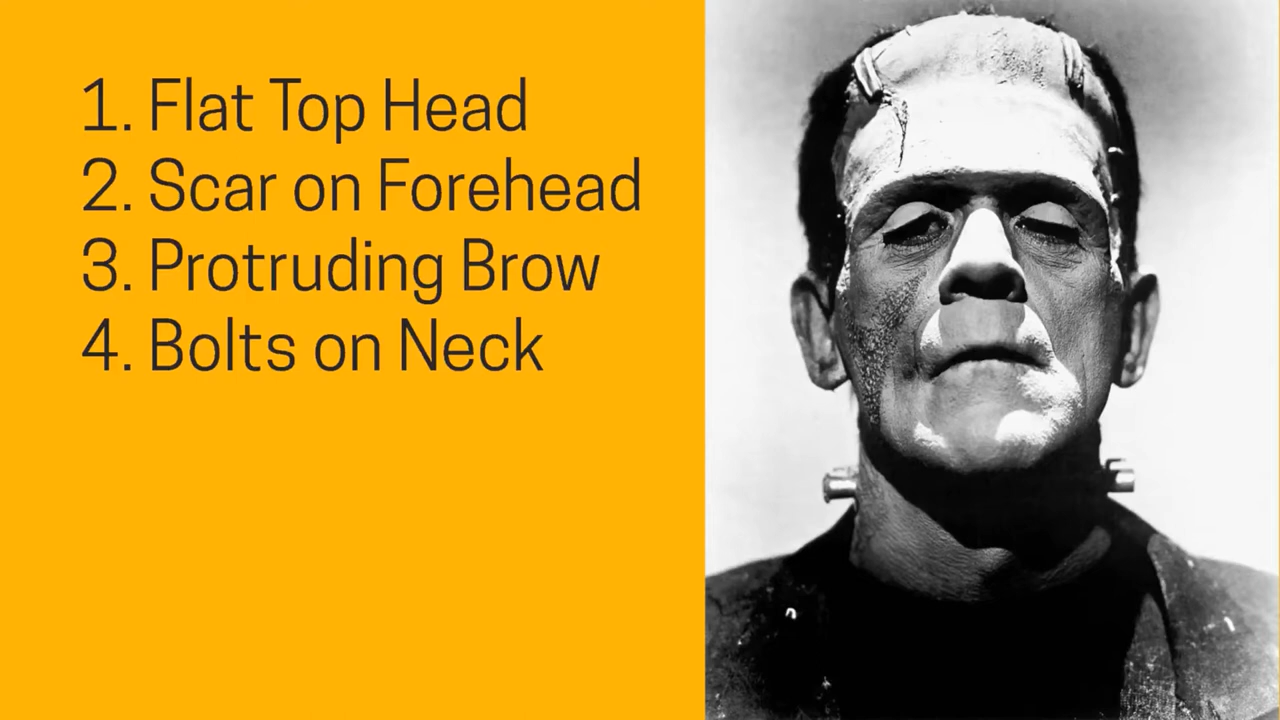 1. Flat Top Head
2. Scar on Forehead
3. Protruding Brow
4. Bolts on Neck